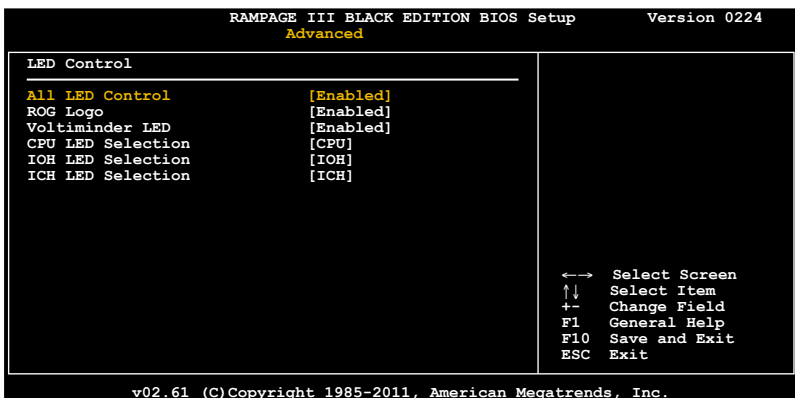 RAMPAGE III BLACK EDITION BIOS Setup Version 0224
Advanced
LED Control
All LED Control [Enabled]
ROG Logo [Enabled]
Voltiminder LED [Enabled]
CPU LED Selection [CPU]
IOH LED Selection [IOH]
ICH LED Selection [ICH]
←→ Select Screen
↑↓ Select Item
+- Change Field
F1 General Help
F10 Save and Exit
ESC Exit
v02.61 (C)Copyright 1985-2011, American Megatrends, Inc.